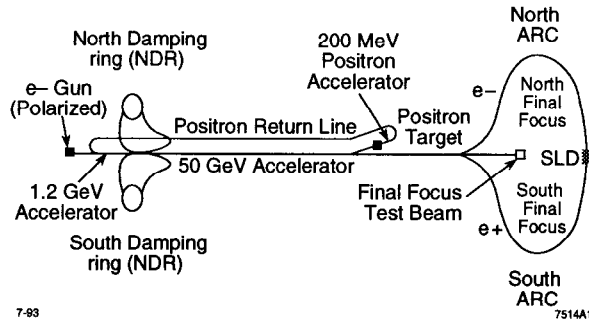 North Damping
ring (NDR)
e– Gun
(Polarized)
200 MeV
Positron
Accelerator
North
ARC
e–
North
Final
Focus
Positron Return Line
Positron
Target
50 GeV Accelerator
SLD
1.2 GeV
Accelerator
Final Focus
Test Beam
South
Final
Focus
e+
South Damping
ring (NDR)
South
ARC
7-93
7514A1